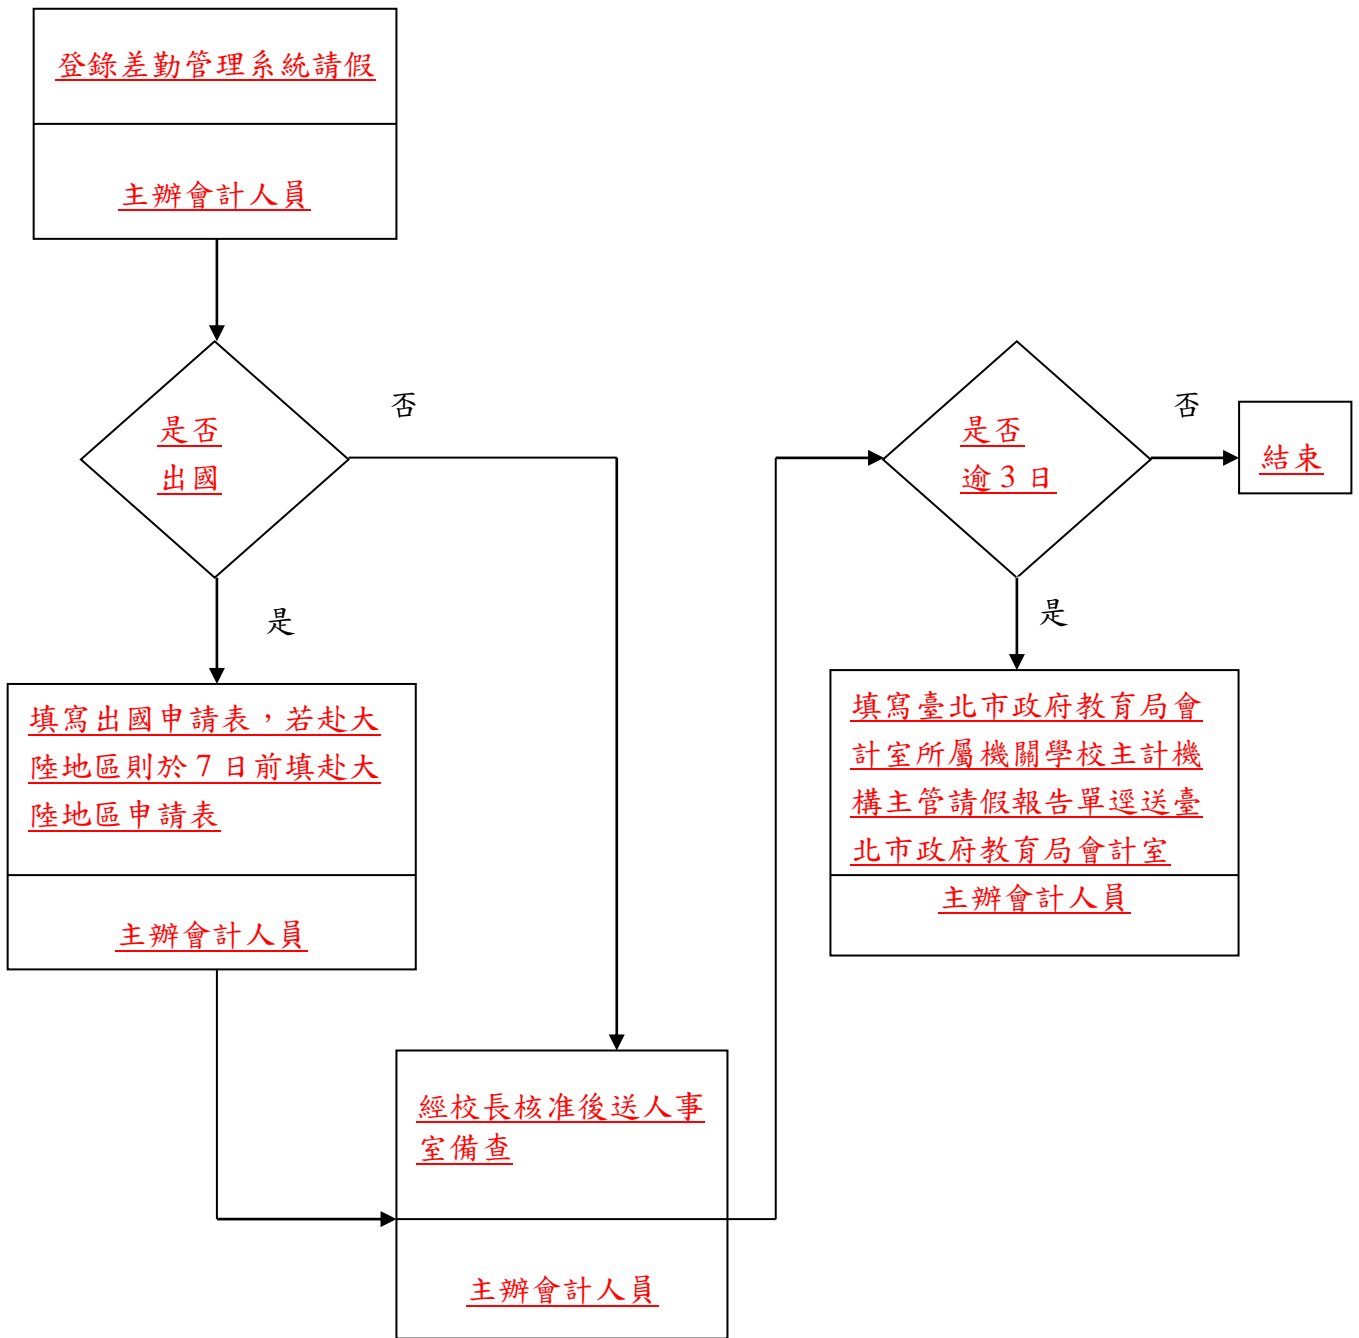 登錄差勤管理系統請假
主辦會計人員
是否
出國
否
是
填寫出國申請表，若赴大
陸地區則於7日前填赴大
陸地區申請表
主辦會計人員
經校長核准後送人事
室備查
主辦會計人員
是否
逾3日
否
結束
是
填寫臺北市政府教育局會
計室所屬機關學校主計機
構主管請假報告單逕送臺
北市政府教育局會計室
主辦會計人員